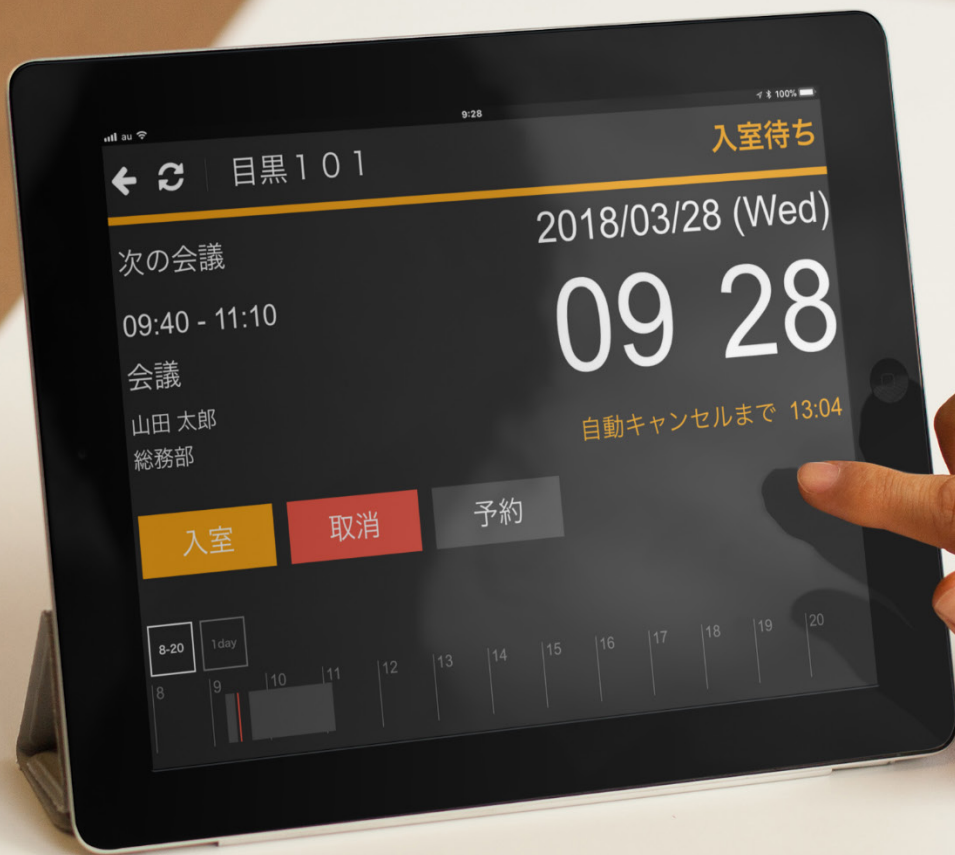 au
9:28
100%
目黒１０１
入室待ち
次の会議
2018/03/28 (Wed)
09:40 - 11:10
09 28
会議
山田 太郎
総務部
自動キャンセルまで 13:04
入室
取消
予約
8-20
1day
8 9 10 11 12 13 14 15 16 17 18 19 20